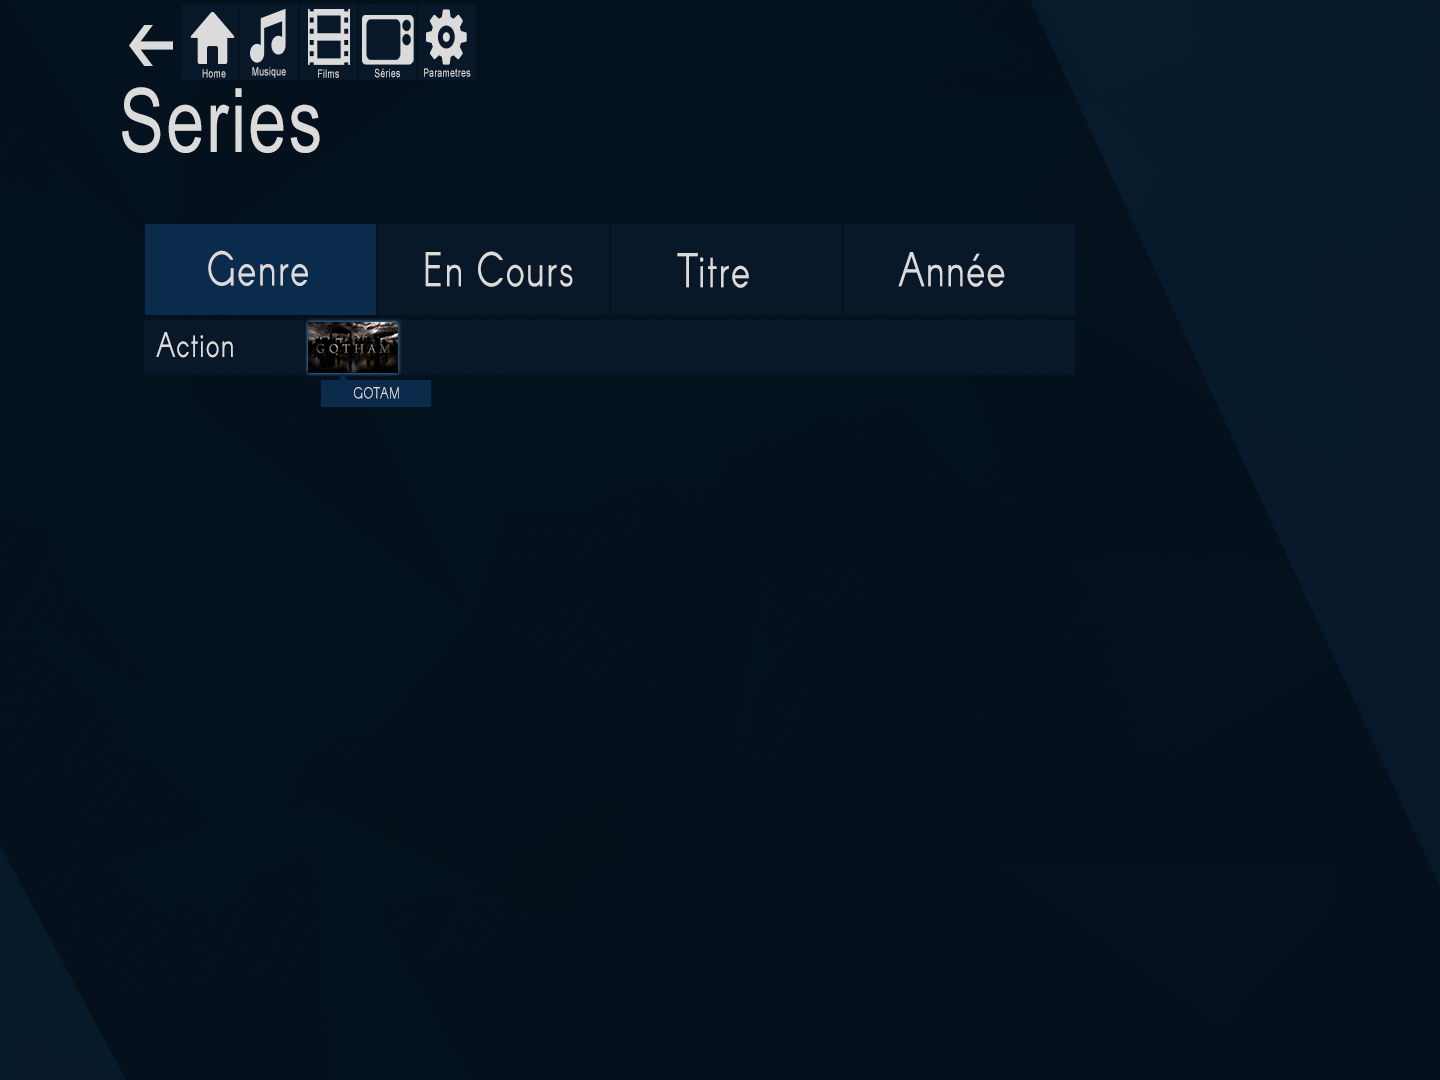 Home Musique Films Séries Parametres
Series
Genre En Cours Titre Année
Action GOTHAM
GOTAM